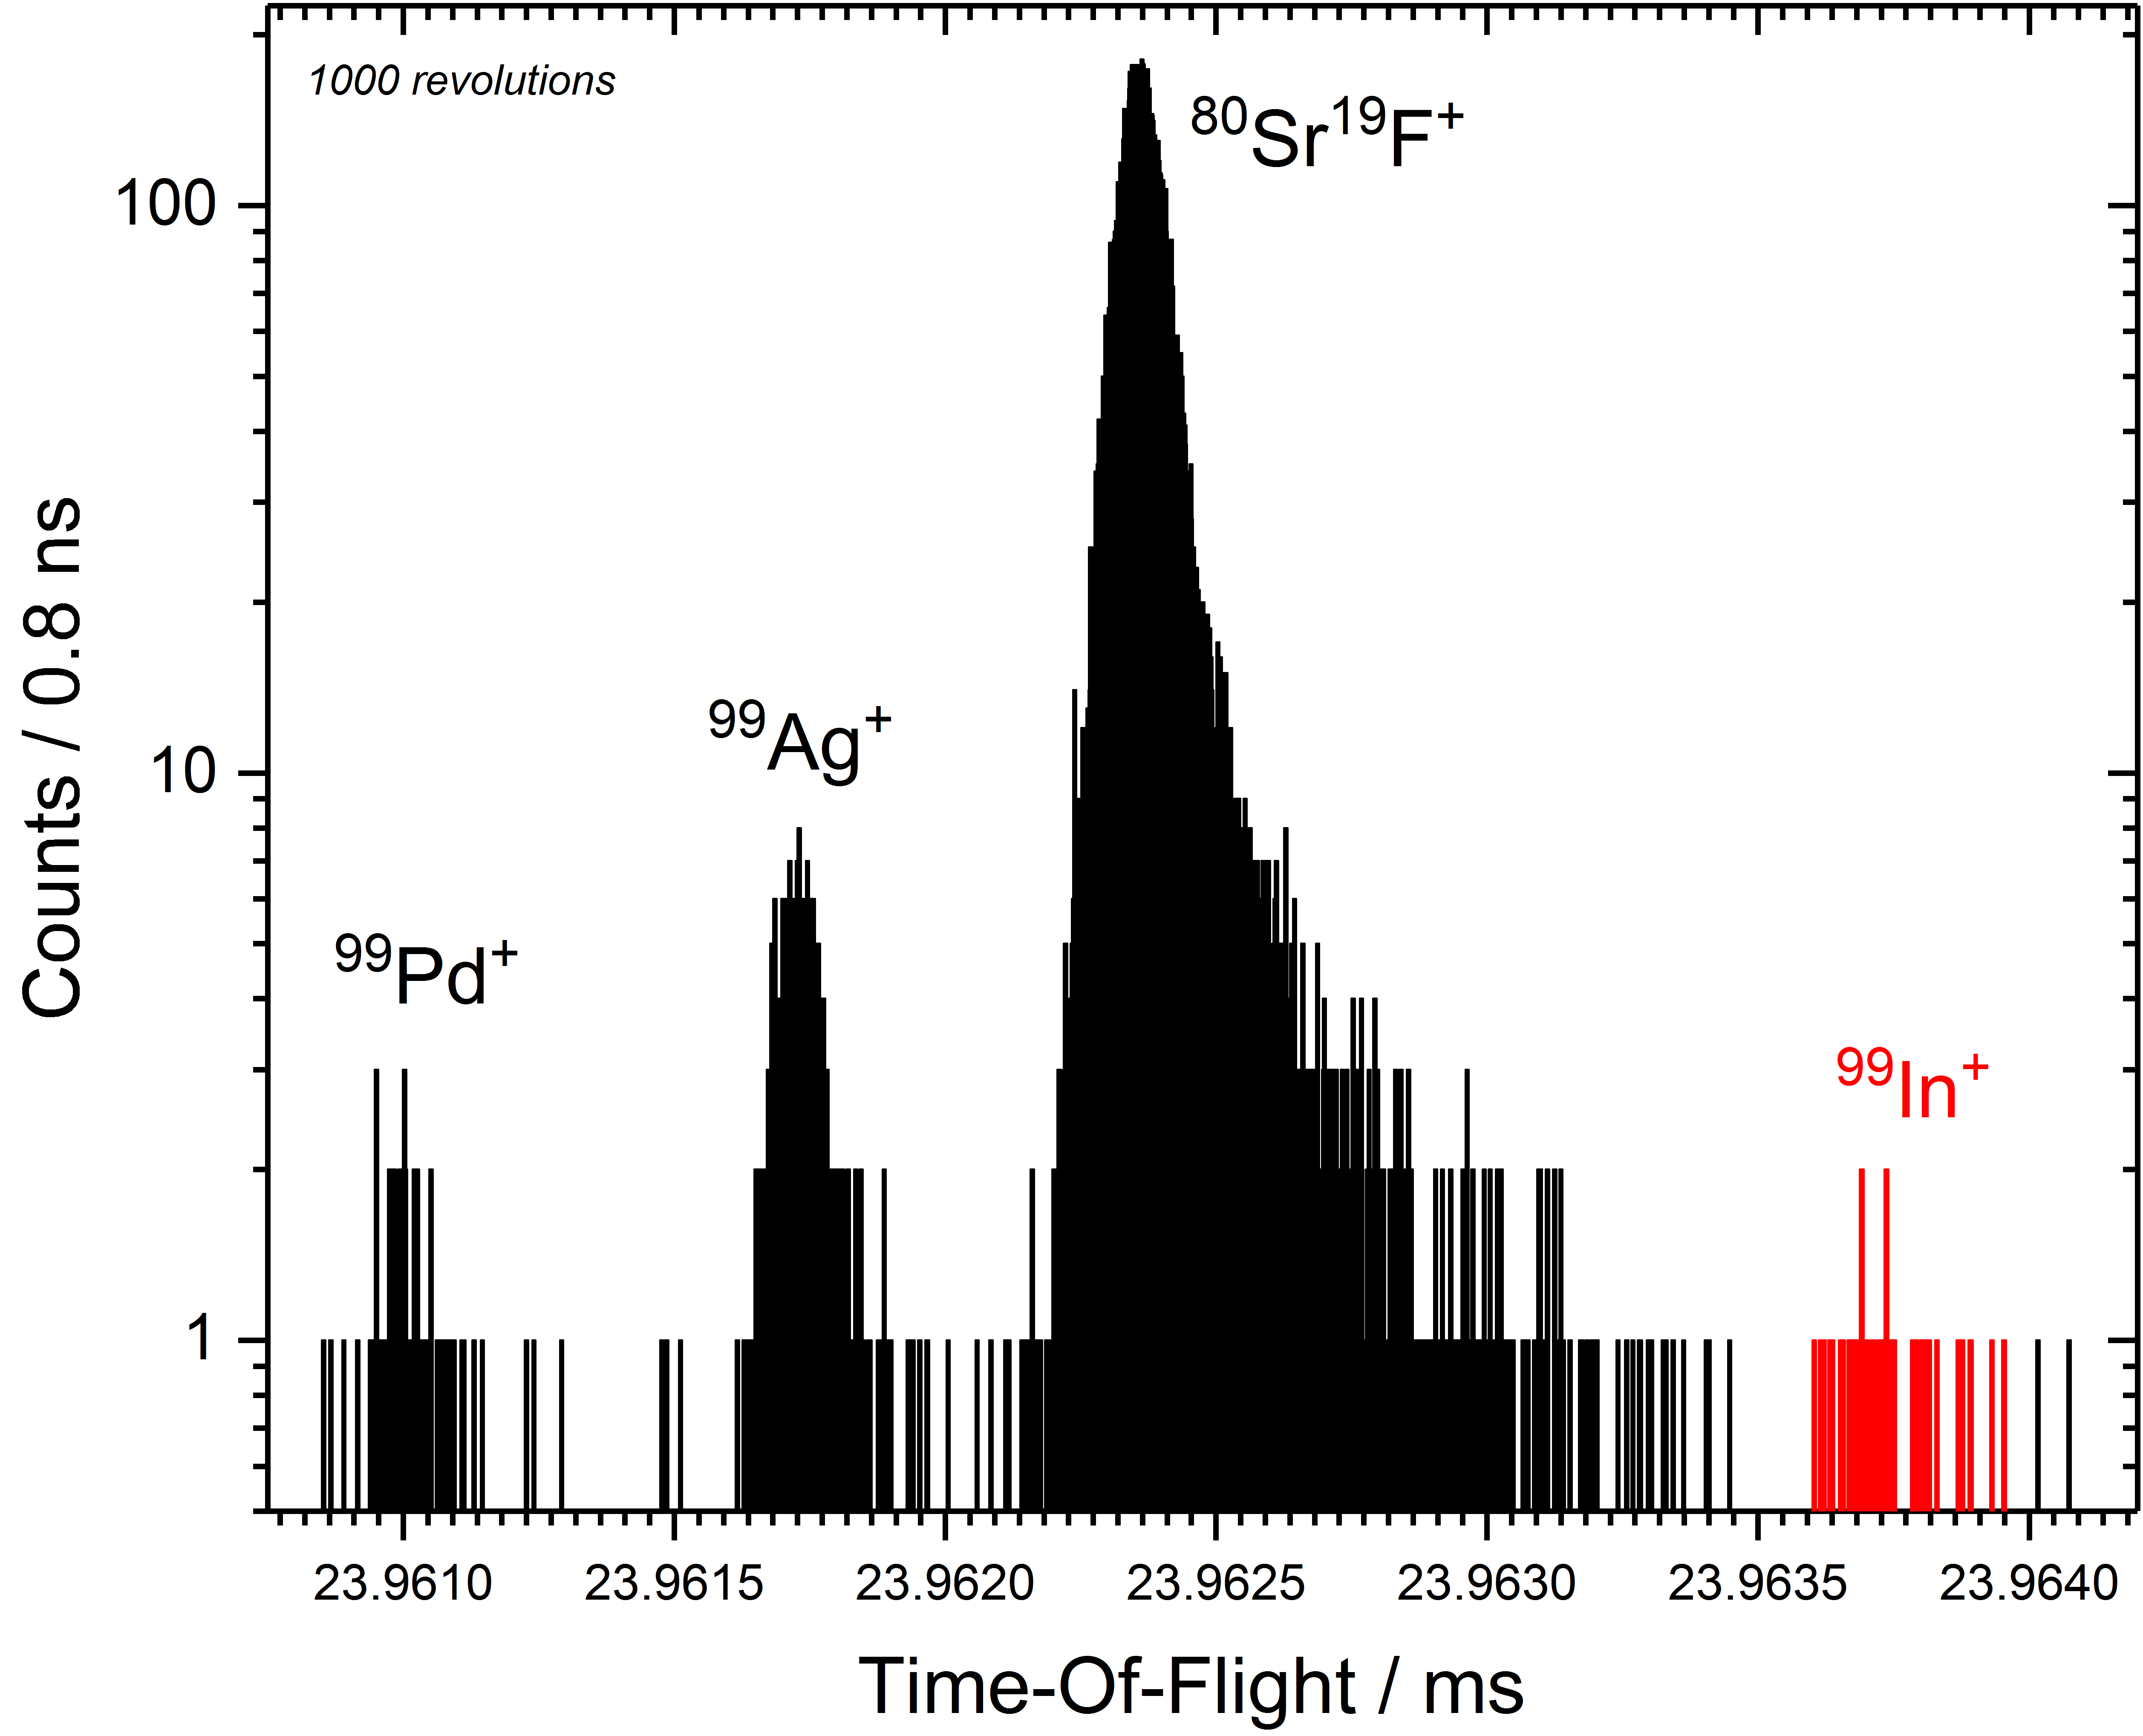 1000 revolutions
⁸⁰Sr¹⁹F⁺
100
⁹⁹Ag⁺
10
⁹⁹Pd⁺
⁹⁹In⁺
1
Counts / 0.8 ns
23.9610 23.9615 23.9620 23.9625 23.9630 23.9635 23.9640
Time-Of-Flight / ms